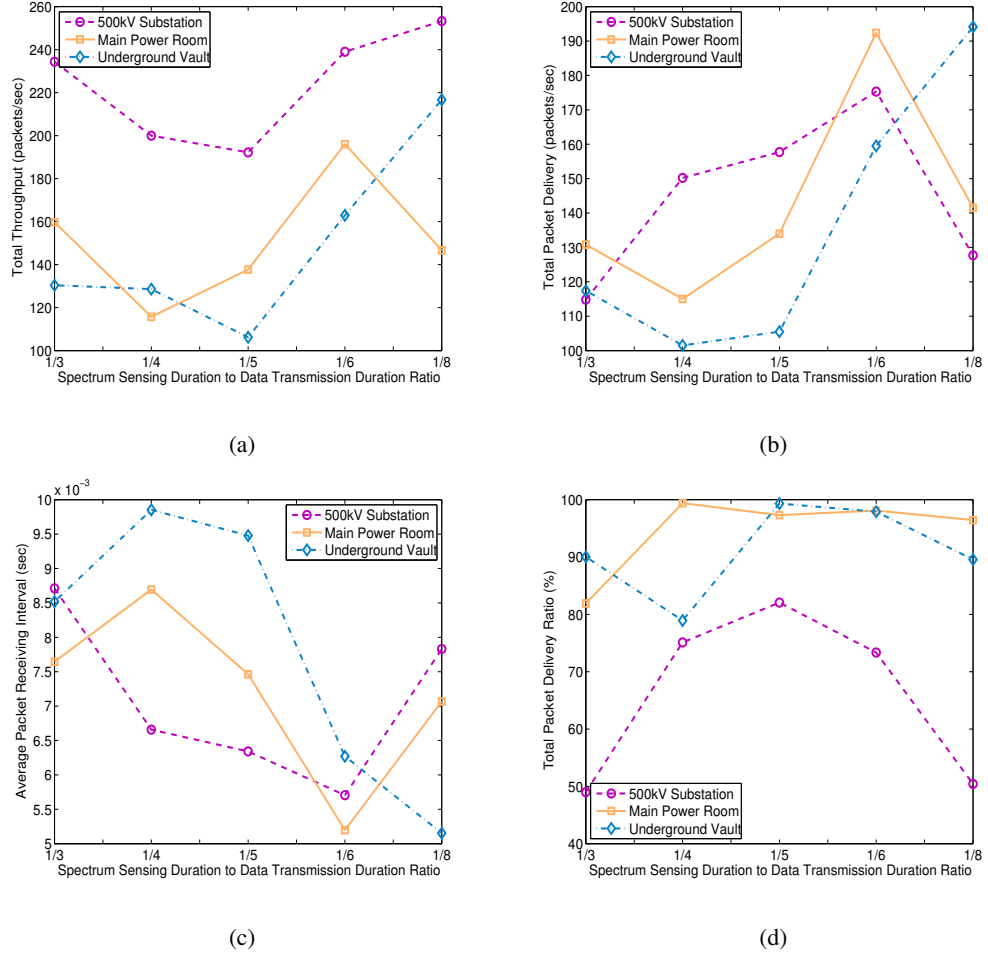 260
240
220
200
180
160
140
120
100
1/3
1/4
1/5
1/6
1/8
Total Throughput (packets/sec)
Spectrum Sensing Duration to Data Transmission Duration Ratio
500kV Substation
Main Power Room
Underground Vault
(a)
200
190
180
170
160
150
140
130
120
110
100
1/3
1/4
1/5
1/6
1/8
Total Packet Delivery (packets/sec)
Spectrum Sensing Duration to Data Transmission Duration Ratio
500kV Substation
Main Power Room
Underground Vault
(b)
x 10⁻³
10
9.5
9
8.5
8
7.5
7
6.5
6
5.5
5
1/3
1/4
1/5
1/6
1/8
Average Packet Receiving Interval (sec)
Spectrum Sensing Duration to Data Transmission Duration Ratio
500kV Substation
Main Power Room
Underground Vault
(c)
100
90
80
70
60
50
40
1/3
1/4
1/5
1/6
1/8
Total Packet Delivery Ratio (%)
Spectrum Sensing Duration to Data Transmission Duration Ratio
500kV Substation
Main Power Room
Underground Vault
(d)